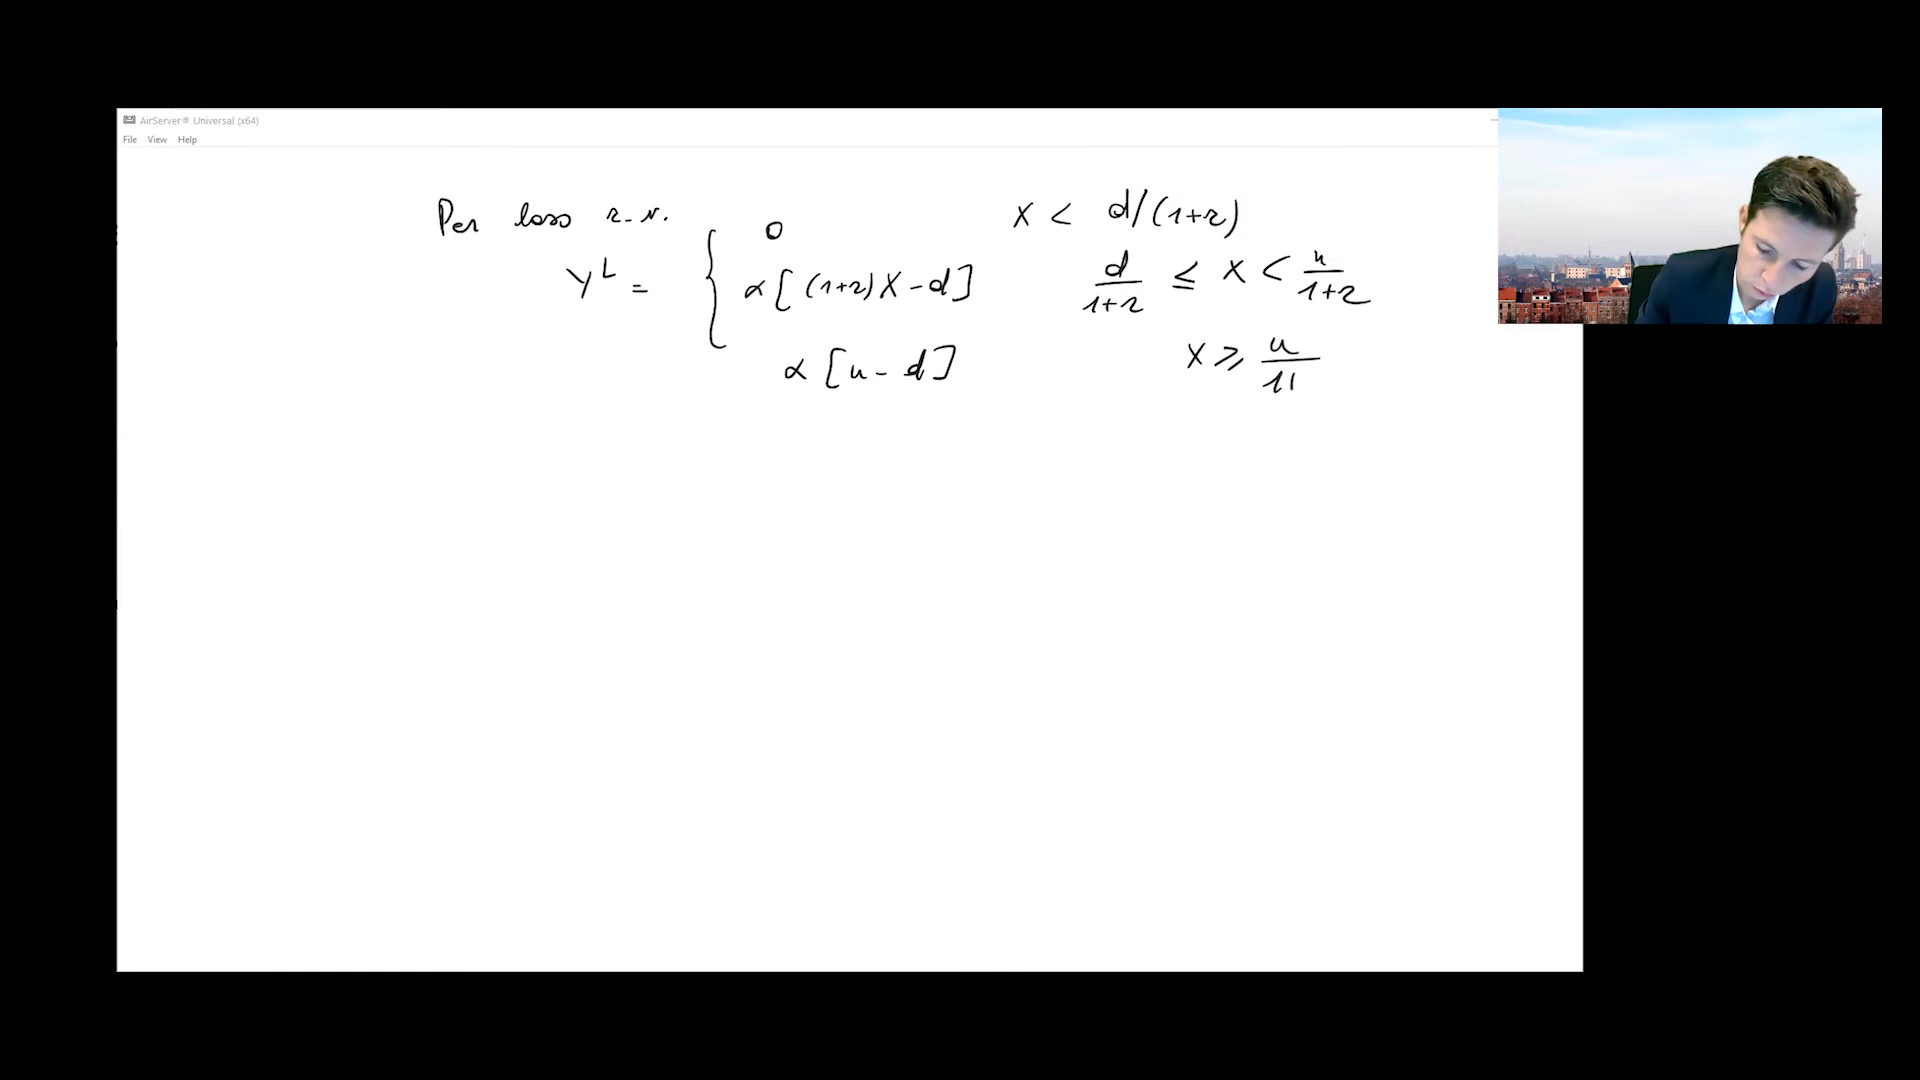 AirServer® Universal (x64)
File View Help
Per loss r.v. 0 X < d/(1+r)
Y^L = { α[(1+r)X-d] d/1+r ≤ X < u/1+r
α[u-d] X ⩾ u/11